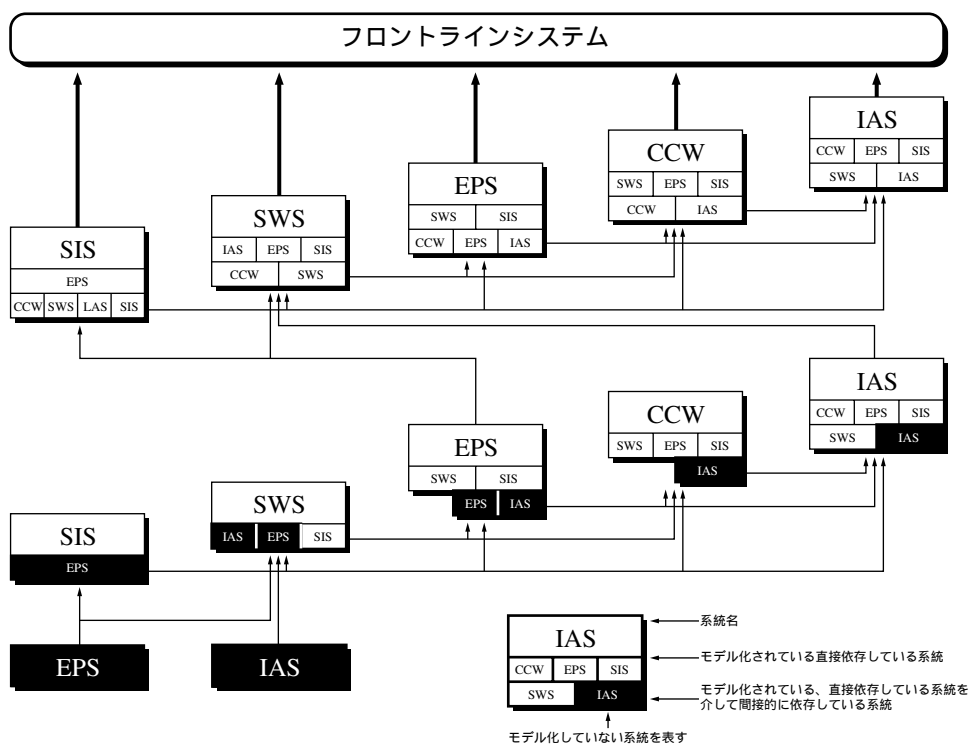 フロントラインシステム
IAS
CCW EPS SIS
SWS IAS
CCW
SWS EPS SIS
CCW IAS
EPS
SWS SIS
CCW EPS IAS
SWS
IAS EPS SIS
CCW SWS
SIS
EPS
CCW SWS LAS SIS
IAS
CCW EPS SIS
SWS IAS
CCW
SWS EPS SIS
IAS
EPS
SWS SIS
EPS IAS
SWS
IAS EPS SIS
SIS
EPS
EPS
IAS
IAS
CCW EPS SIS
SWS IAS
系統名
モデル化されている直接依存している系統
モデル化されている、直接依存している系統を
介して間接的に依存している系統
モデル化していない系統を表す